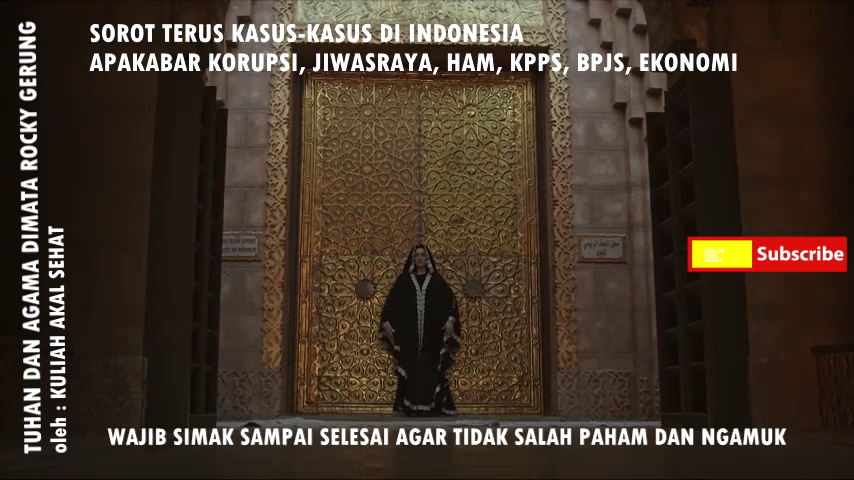 SOROT TERUS KASUS-KASUS DI INDONESIA
APAKABAR KORUPSI, JIWASRAYA, HAM, KPPS, BPJS, EKONOMI
TUHAN DAN AGAMA DIMATA ROCKY GERUNG
oleh : KULIAH AKAL SEHAT
Subscribe
WAJIB SIMAK SAMPAI SELESAI AGAR TIDAK SALAH PAHAM DAN NGAMUK